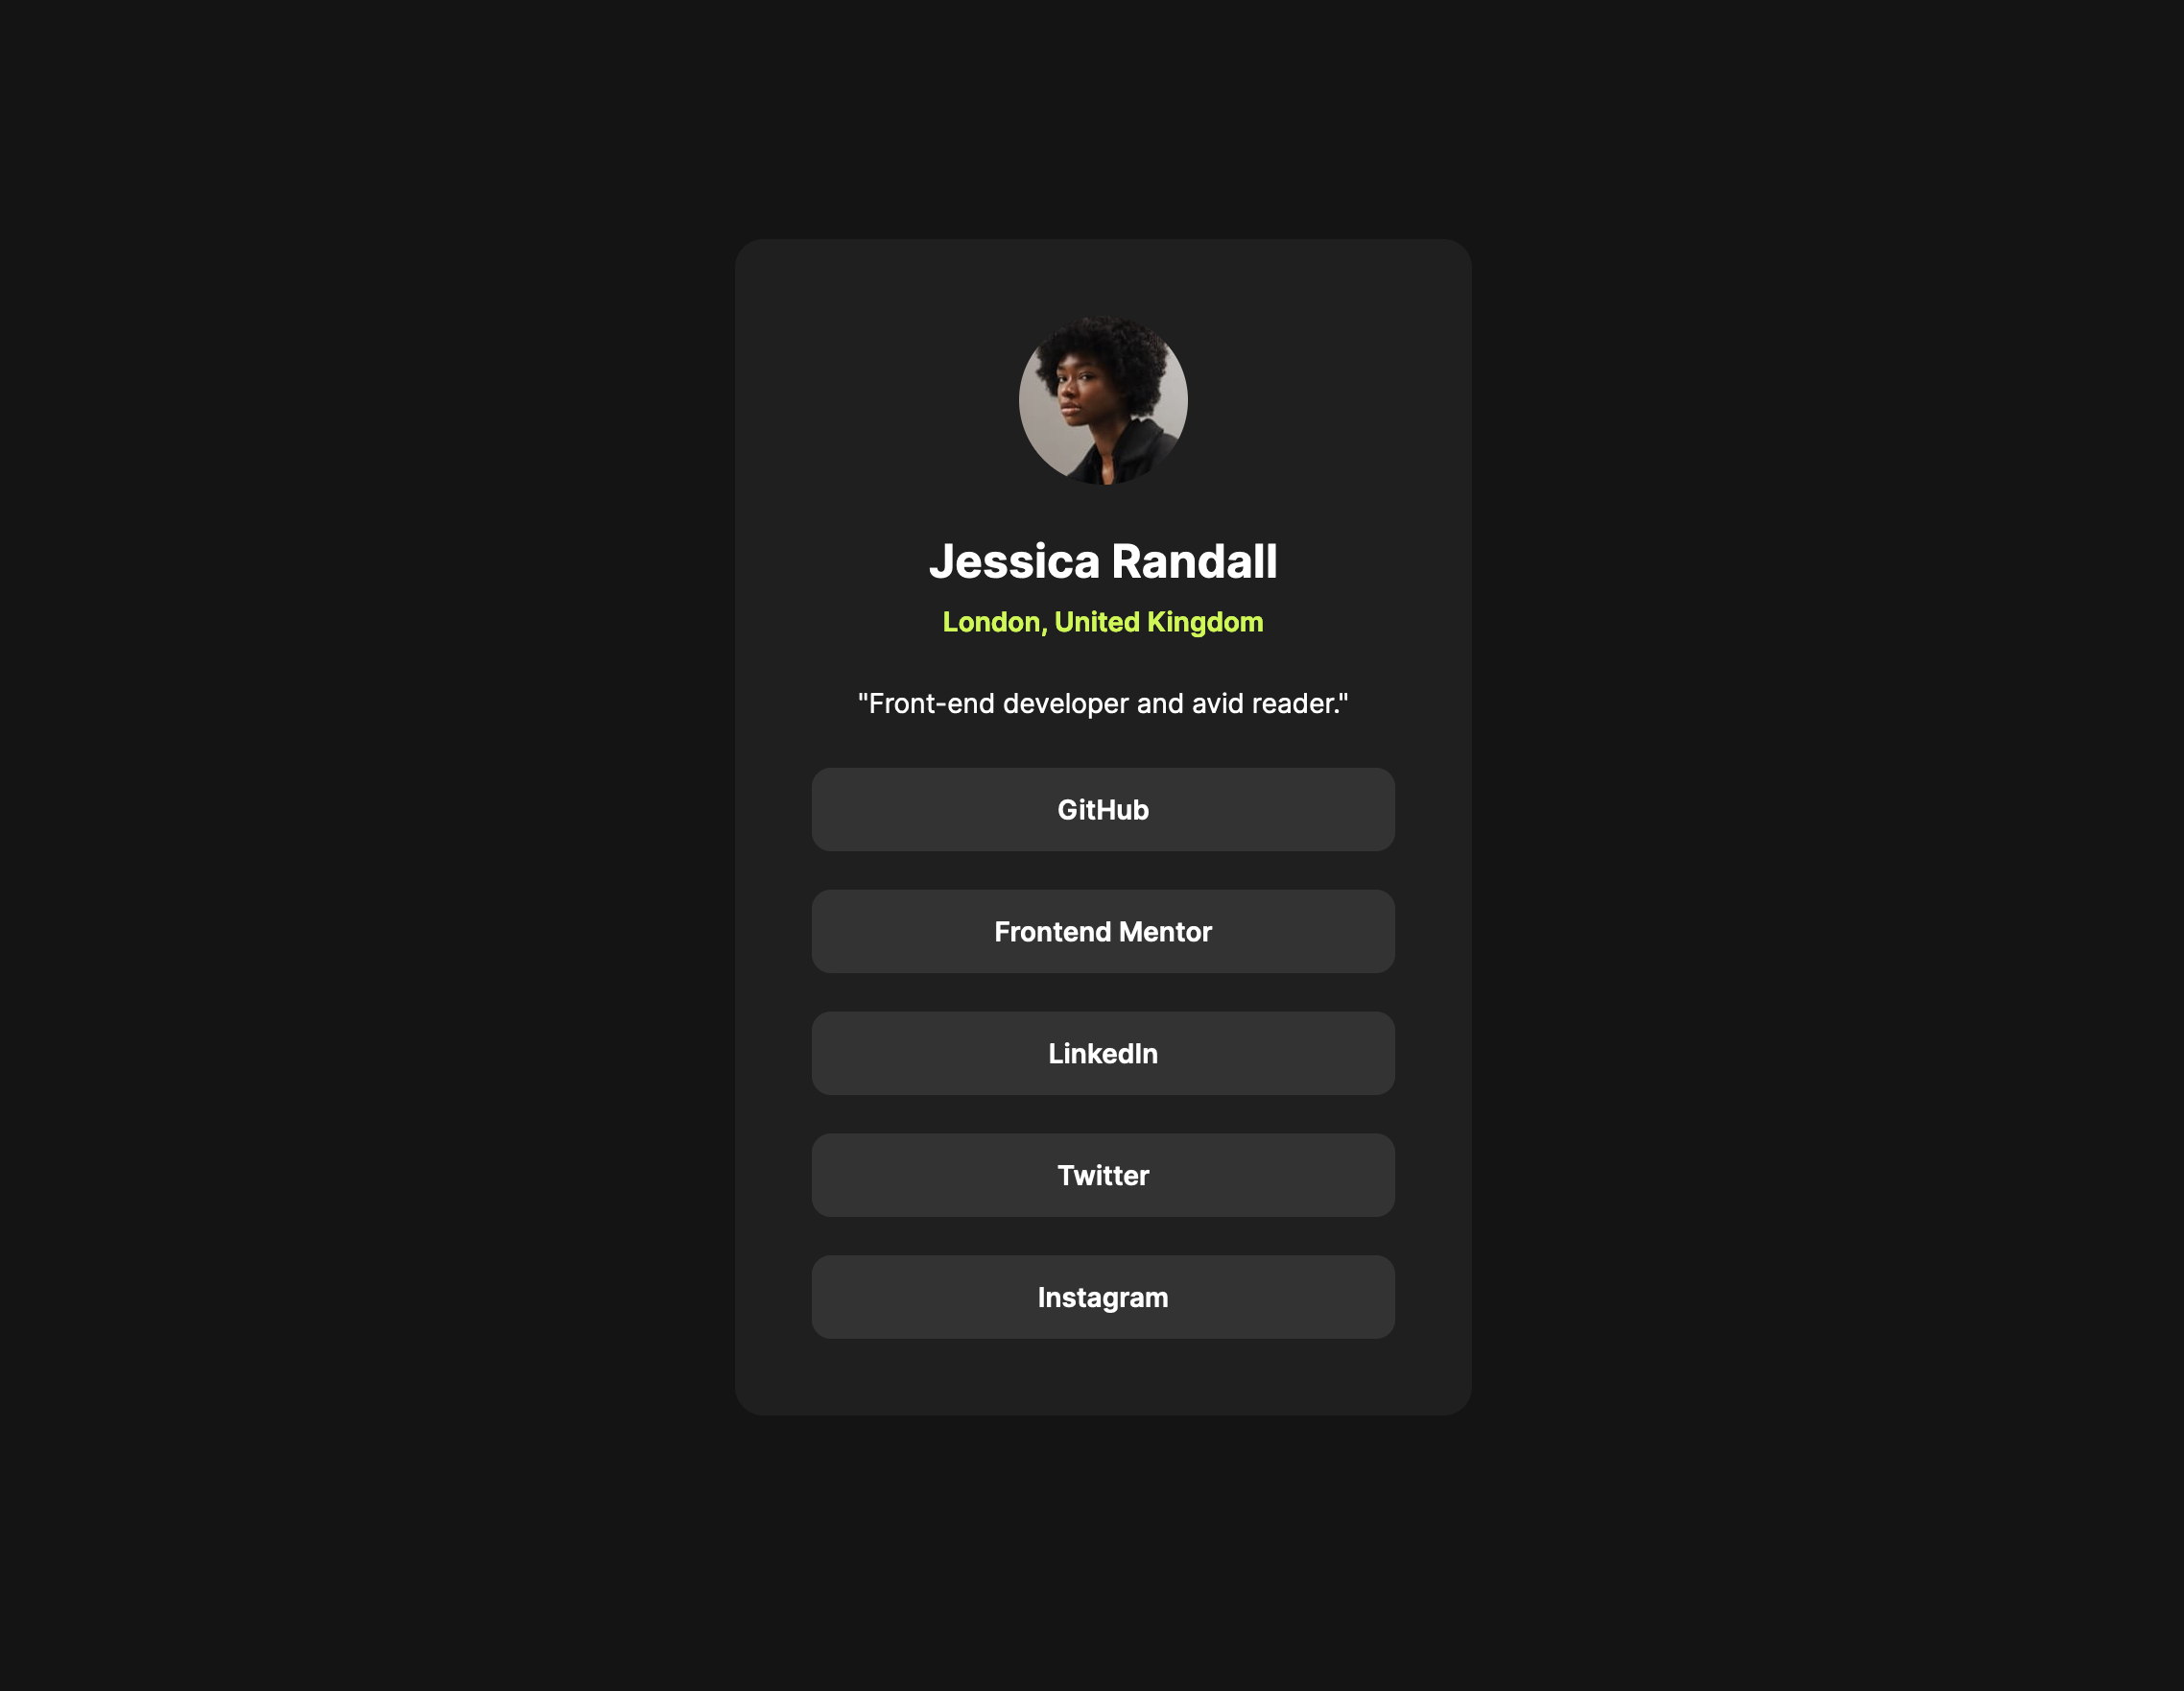 Jessica Randall
London, United Kingdom
"Front-end developer and avid reader."
GitHub
Frontend Mentor
LinkedIn
Twitter
Instagram